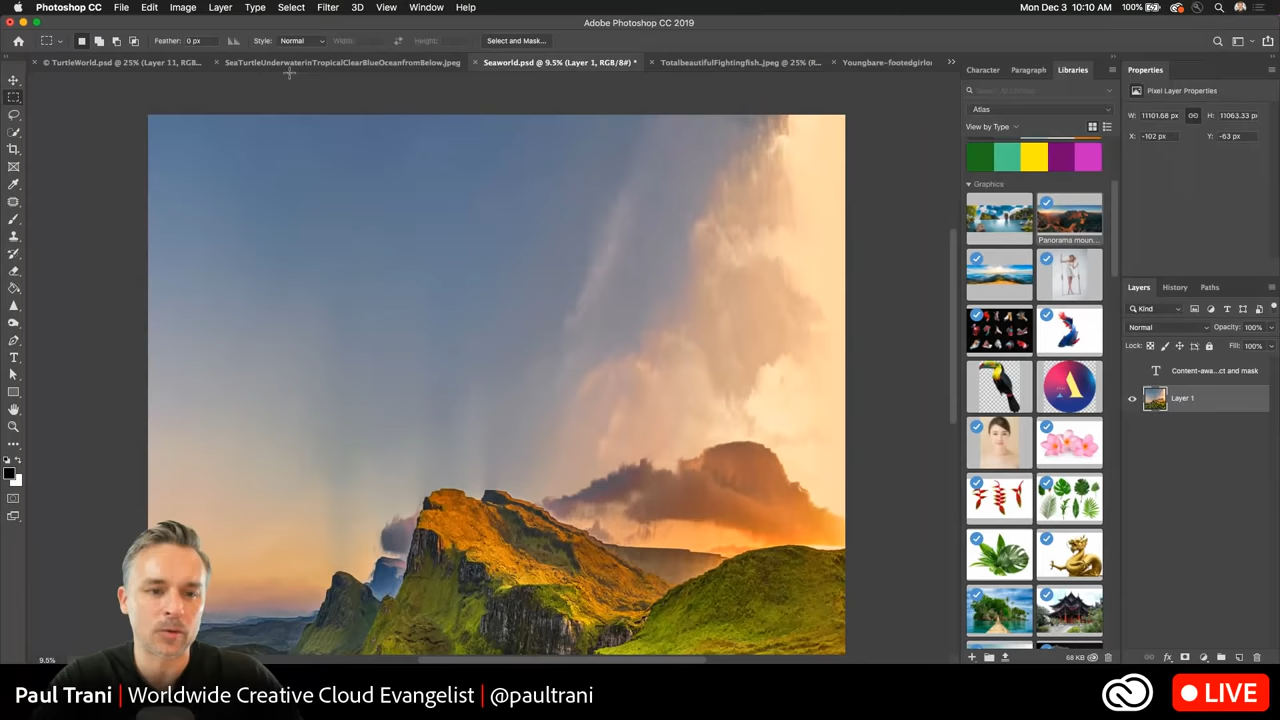 Photoshop CC File Edit Image Layer Type Select Filter 3D View Window Help 100% Mon Dec 3 10:10 AM
Adobe Photoshop CC 2019
Feather: 0 px Style: Normal Width: Height: Select and Mask...
© TurtleWorld.psd @ 25% (Layer 11, RGB... SeaTurtleUnderwaterinTropicalClearBlueOceanfromBelow.jpeg Seaworld.psd @ 9.5% (Layer 1, RGB/8#) * TotalbeautifulFightingfish.jpeg @ 25% (R... Youngbare-footedgirlo
Character Paragraph Libraries
Atlas
View by Type
Graphics
Panorama moun...
68 KB
Properties
Pixel Layer Properties
W: 11101.68 px H: 11063.33 p
X: -102 px Y: -63 px
Layers History Paths
Kind
Normal Opacity: 100%
Lock: Fill: 100%
T Content-awa...ct and mask
Layer 1
9.5%
Paul Trani | Worldwide Creative Cloud Evangelist | @paultrani
LIVE